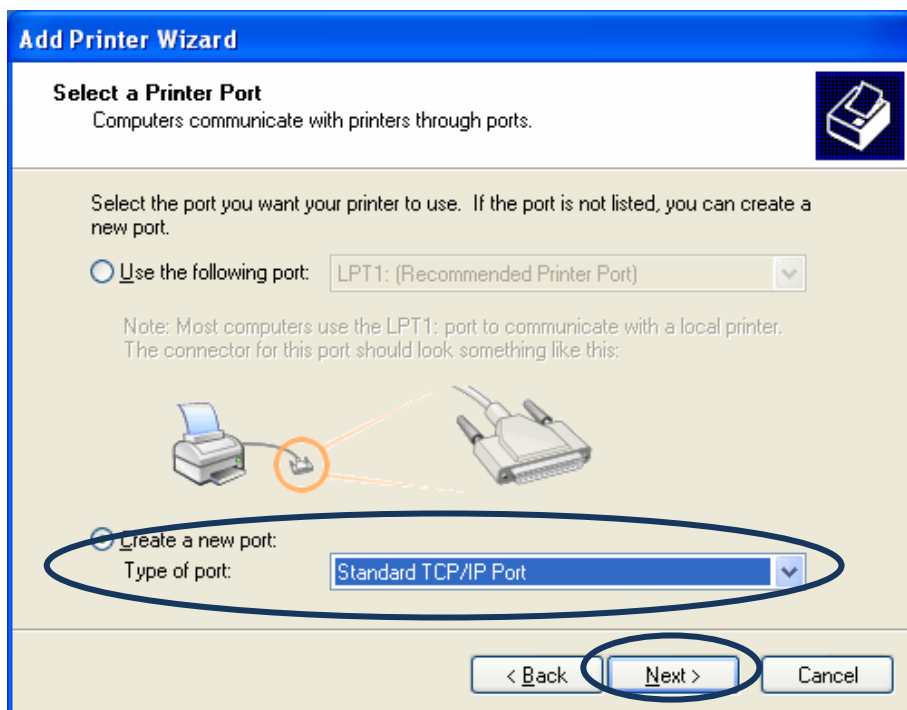 Add Printer Wizard
Select a Printer Port
Computers communicate with printers through ports.
Select the port you want your printer to use. If the port is not listed, you can create a
new port.
Use the following port:
LPT1: (Recommended Printer Port)
Note: Most computers use the LPT1: port to communicate with a local printer.
The connector for this port should look something like this:
Create a new port:
Type of port:
Standard TCP/IP Port
< Back
Next >
Cancel